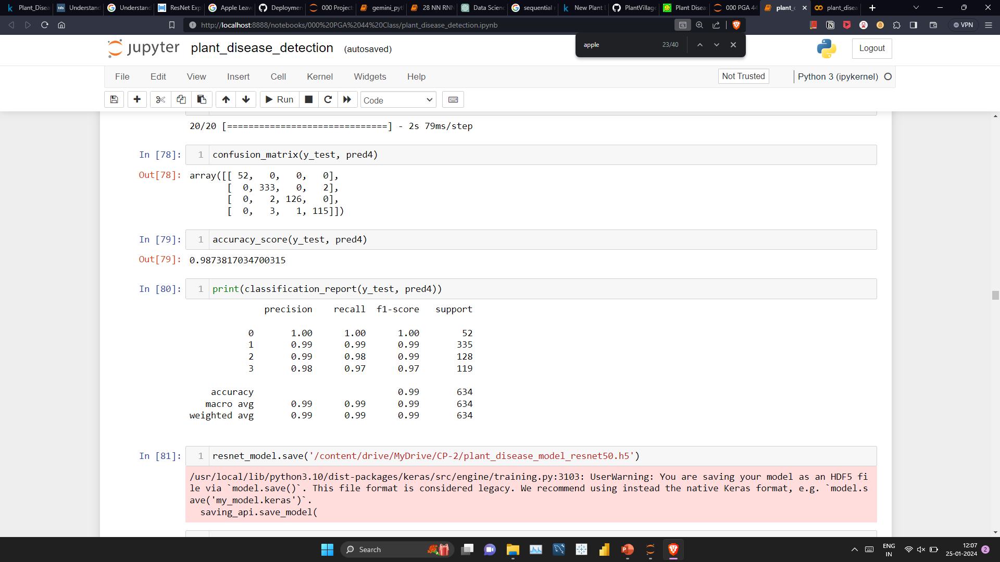 Plant_Disea
Understand
Understand
ResNet Exp
Apple Leav
Deploymen
000 Project
gemini_pyt
28 NN RNN
Data Scienc
sequential
New Plant
PlantVillage
Plant Disea
000 PGA 44
plant_
plant_disea
http://localhost:8888/notebooks/000%20PGA%2044%20Class/plant_disease_detection.ipynb
VPN
apple 23/40
jupyter plant_disease_detection (autosaved)
Logout
File Edit View Insert Cell Kernel Widgets Help
Not Trusted
Python 3 (ipykernel)
Run
Code
20/20 [==============================] - 2s 79ms/step
In [78]: 1 confusion_matrix(y_test, pred4)
Out[78]: array([[ 52,   0,   0,   0],
[  0, 333,   0,   2],
[  0,   2, 126,   0],
[  0,   3,   1, 115]])
In [79]: 1 accuracy_score(y_test, pred4)
Out[79]: 0.9873817034700315
In [80]: 1 print(classification_report(y_test, pred4))
precision recall f1-score support
0 1.00 1.00 1.00 52
1 0.99 0.99 0.99 335
2 0.99 0.98 0.99 128
3 0.98 0.97 0.97 119
accuracy 0.99 634
macro avg 0.99 0.99 0.99 634
weighted avg 0.99 0.99 0.99 634
In [81]: 1 resnet_model.save('/content/drive/MyDrive/CP-2/plant_disease_model_resnet50.h5')
/usr/local/lib/python3.10/dist-packages/keras/src/engine/training.py:3103: UserWarning: You are saving your model as an HDF5 fi
le via `model.save()`. This file format is considered legacy. We recommend using instead the native Keras format, e.g. `model.s
ave('my_model.keras')`.
saving_api.save_model(
Search
ENG
IN
12:07
25-01-2024
2